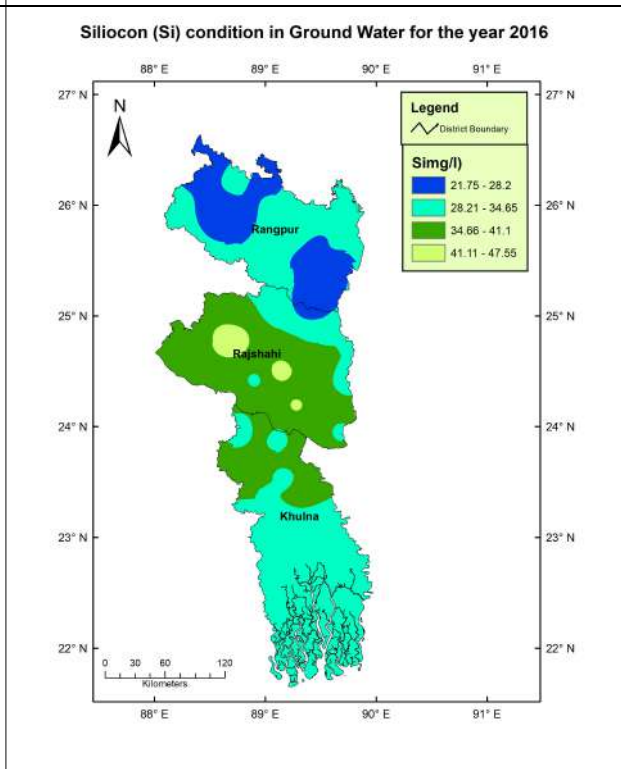 Siliocon (Si) condition in Ground Water for the year 2016
88° E 89° E 90° E 91° E
27° N 27° N
N
Legend
District Boundary
Simg/l)
21.75 - 28.2
28.21 - 34.65
34.66 - 41.1
41.11 - 47.55
26° N 26° N
Rangpur
25° N 25° N
Rajshahi
24° N 24° N
Khulna
23° N 23° N
22° N 22° N
0 30 60 120
Kilometers
88° E 89° E 90° E 91° E